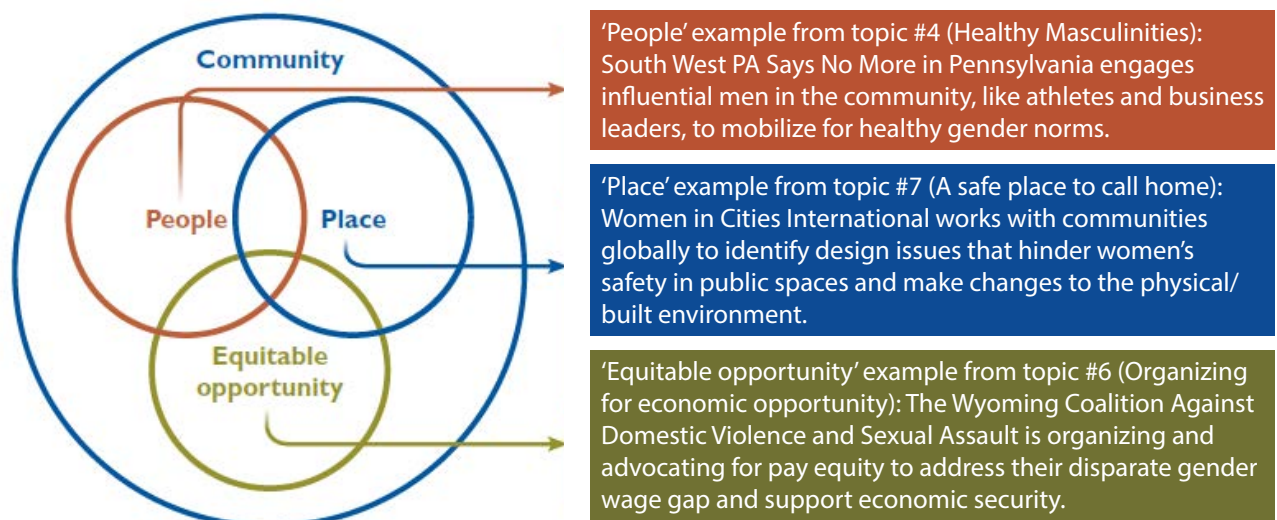 Community
People
Place
Equitable
opportunity
‘People’ example from topic #4 (Healthy Masculinities):
South West PA Says No More in Pennsylvania engages
influential men in the community, like athletes and business
leaders, to mobilize for healthy gender norms.
‘Place’ example from topic #7 (A safe place to call home):
Women in Cities International works with communities
globally to identify design issues that hinder women’s
safety in public spaces and make changes to the physical/
built environment.
‘Equitable opportunity’ example from topic #6 (Organizing
for economic opportunity): The Wyoming Coalition Against
Domestic Violence and Sexual Assault is organizing and
advocating for pay equity to address their disparate gender
wage gap and support economic security.